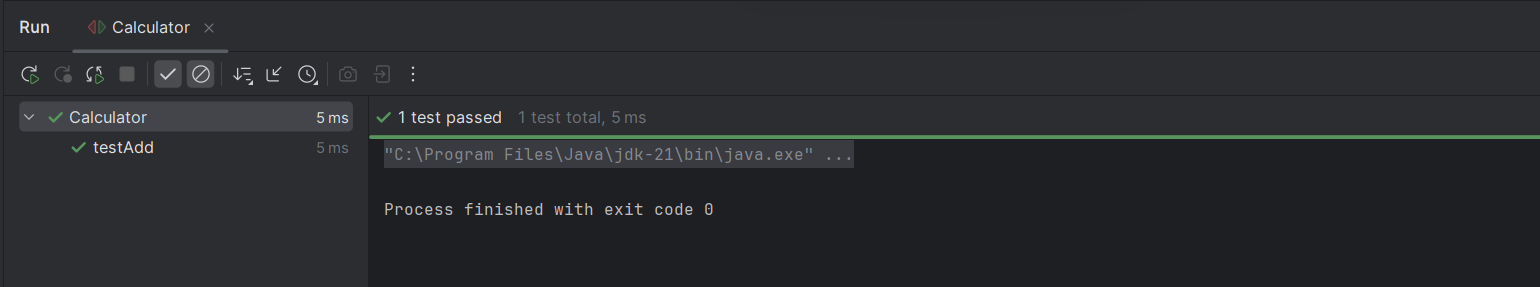 Run Calculator
Calculator 5 ms
testAdd 5 ms
1 test passed 1 test total, 5 ms
"C:\Program Files\Java\jdk-21\bin\java.exe" ...
Process finished with exit code 0